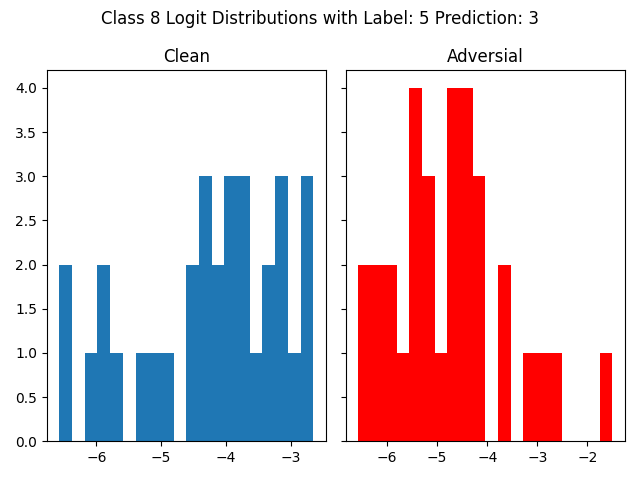 Class 8 Logit Distributions with Label: 5 Prediction: 3
Clean
Adversial
4.0
3.5
3.0
2.5
2.0
1.5
1.0
0.5
0.0
−6 −5 −4 −3
−6 −5 −4 −3 −2